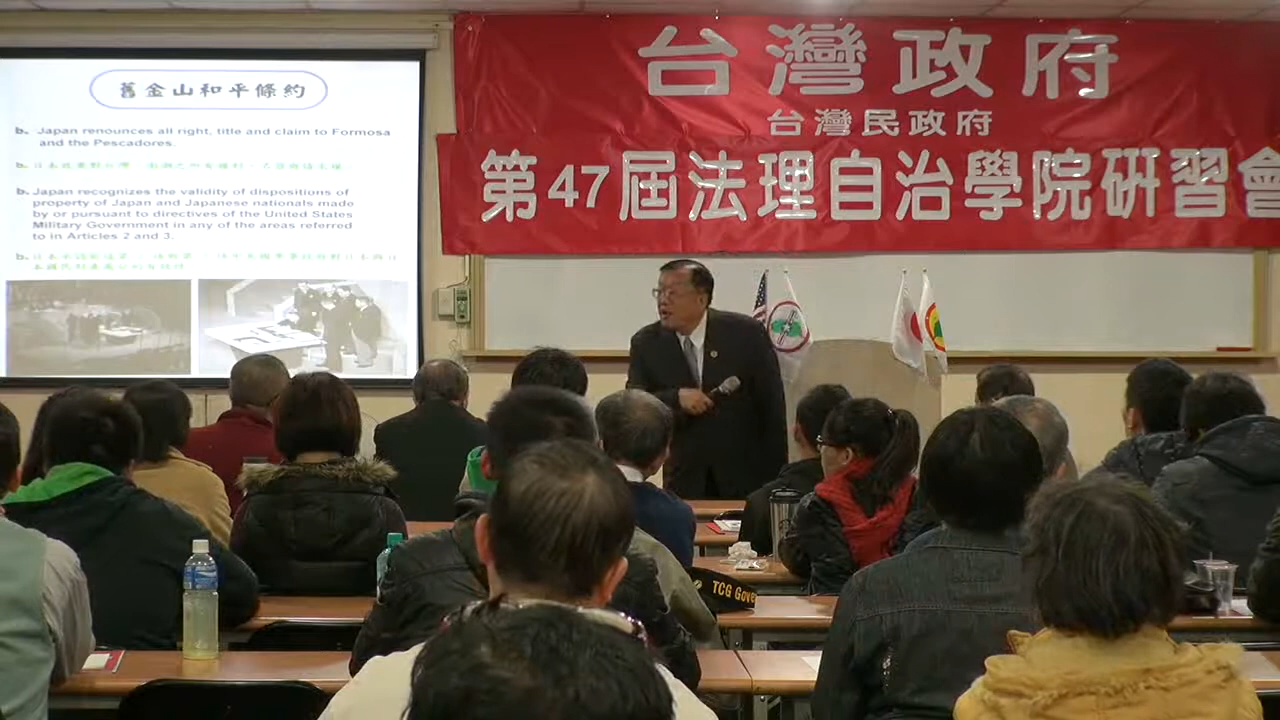 舊金山和平條約
b. Japan renounces all right, title and claim to Formosa
and the Pescadores.
b. Japan recognizes the validity of dispositions of
property of Japan and Japanese nationals made
by or pursuant to directives of the United States
Military Government in any of the areas referred
to in Articles 2 and 3.
台灣政府
台灣民政府
第47屆法理自治學院研習會
TCG Gove